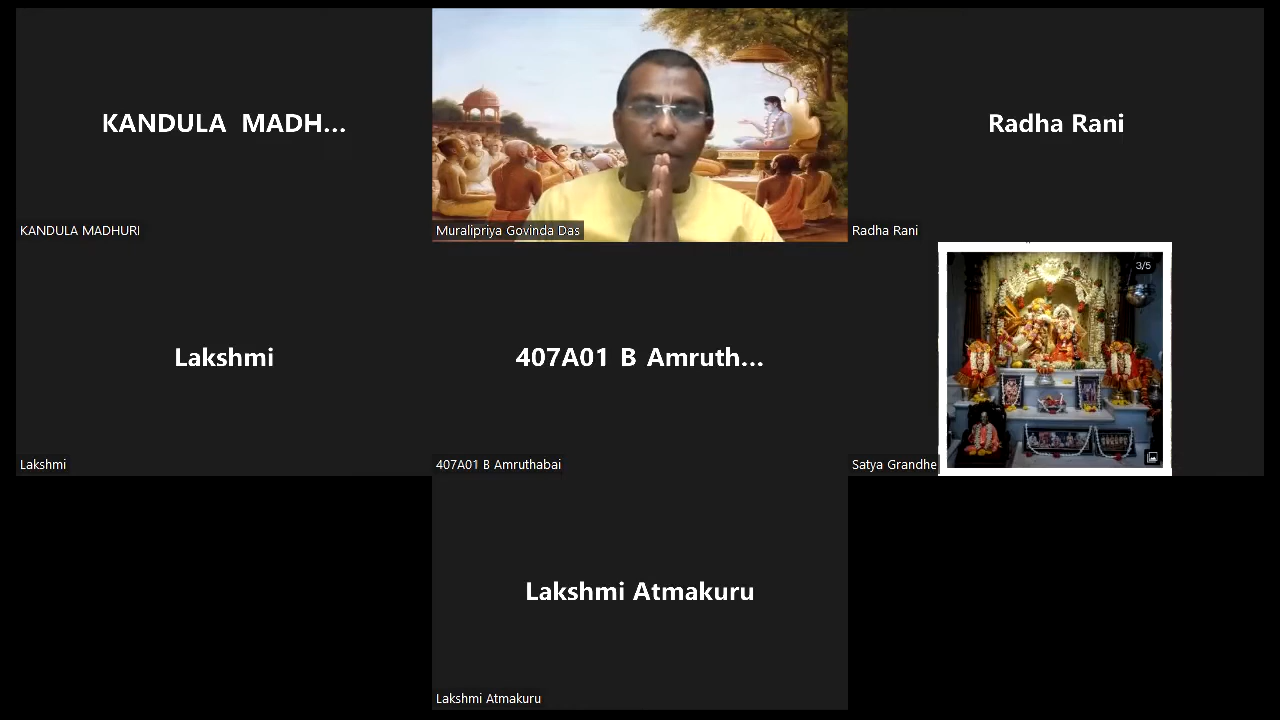 KANDULA MADH...
KANDULA MADHURI
Muralipriya Govinda Das
Radha Rani
Radha Rani
Lakshmi
Lakshmi
407A01 B Amruth...
407A01 B Amruthabai
3/5
Satya Grandhe
Lakshmi Atmakuru
Lakshmi Atmakuru